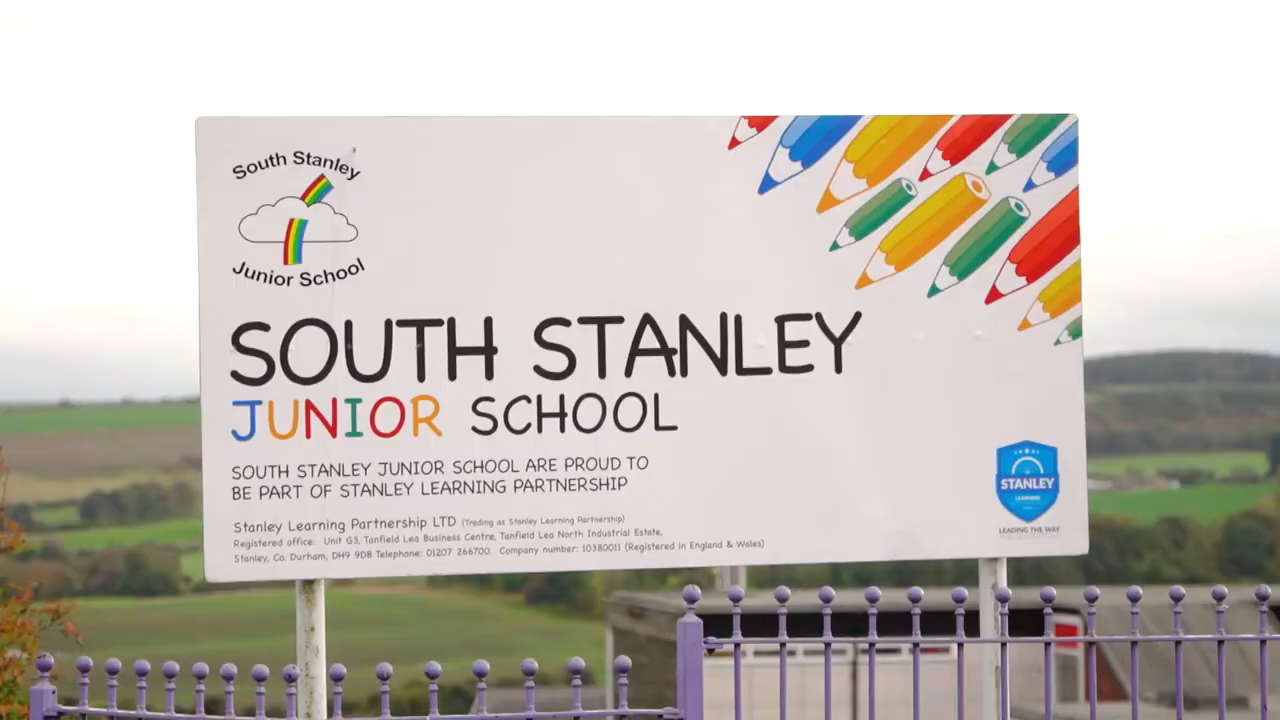 South Stanley
Junior School
SOUTH STANLEY
JUNIOR SCHOOL
SOUTH STANLEY JUNIOR SCHOOL ARE PROUD TO
BE PART OF STANLEY LEARNING PARTNERSHIP
Stanley Learning Partnership LTD (Trading as Stanley Learning Partnership)
Registered office: Unit G3, Tanfield Lea Business Centre, Tanfield Lea North Industrial Estate,
Stanley, Co. Durham, DH9 9DB Telephone: 01207 266700. Company number: 10380011 (Registered in England & Wales)
STANLEY
LEARNING
LEADING THE WAY